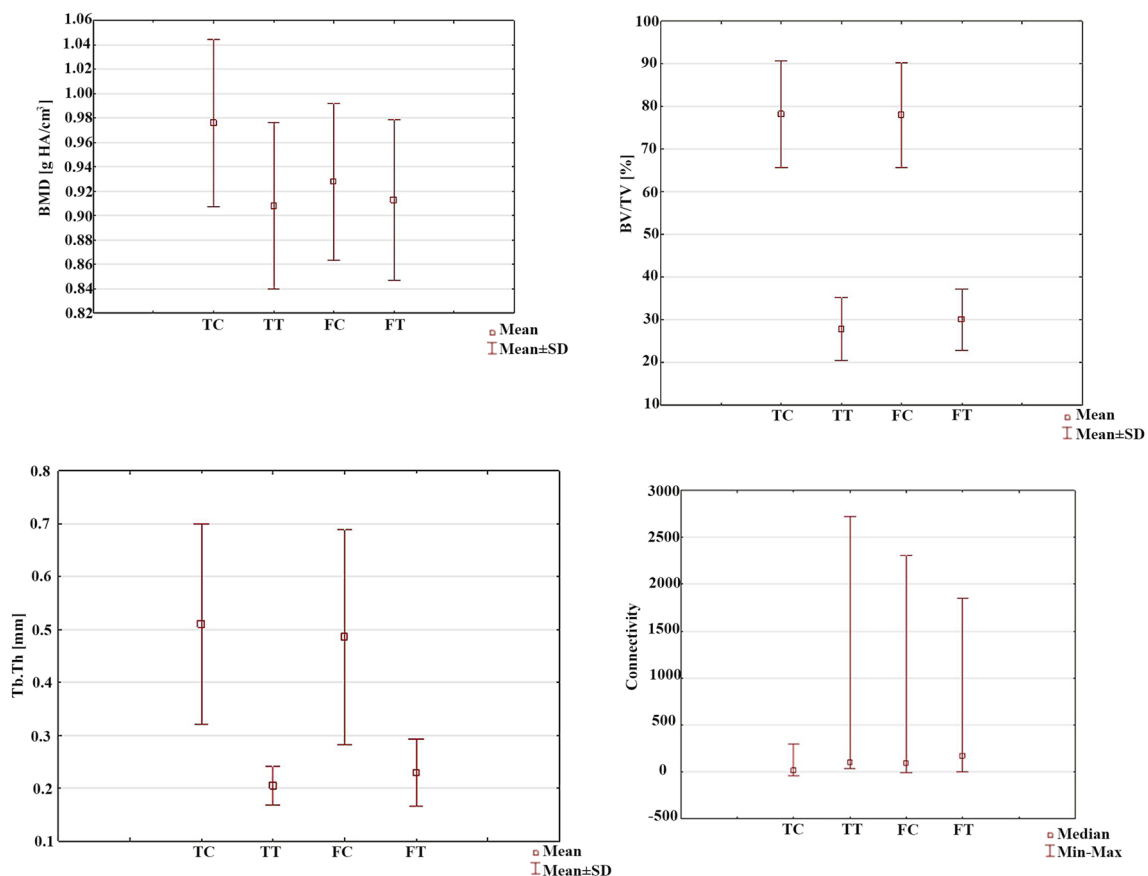 1.06
1.04
1.02
1.00
0.98
0.96
0.94
0.92
0.90
0.88
0.86
0.84
0.82
BMD [g HA/cm³]
TC TT FC FT
Mean
Mean±SD
100
90
80
70
60
50
40
30
20
10
BV/TV [%]
TC TT FC FT
Mean
Mean±SD
0.8
0.7
0.6
0.5
0.4
0.3
0.2
0.1
Tb.Th [mm]
TC TT FC FT
Mean
Mean±SD
3000
2500
2000
1500
1000
500
0
-500
Connectivity
TC TT FC FT
Median
Min-Max